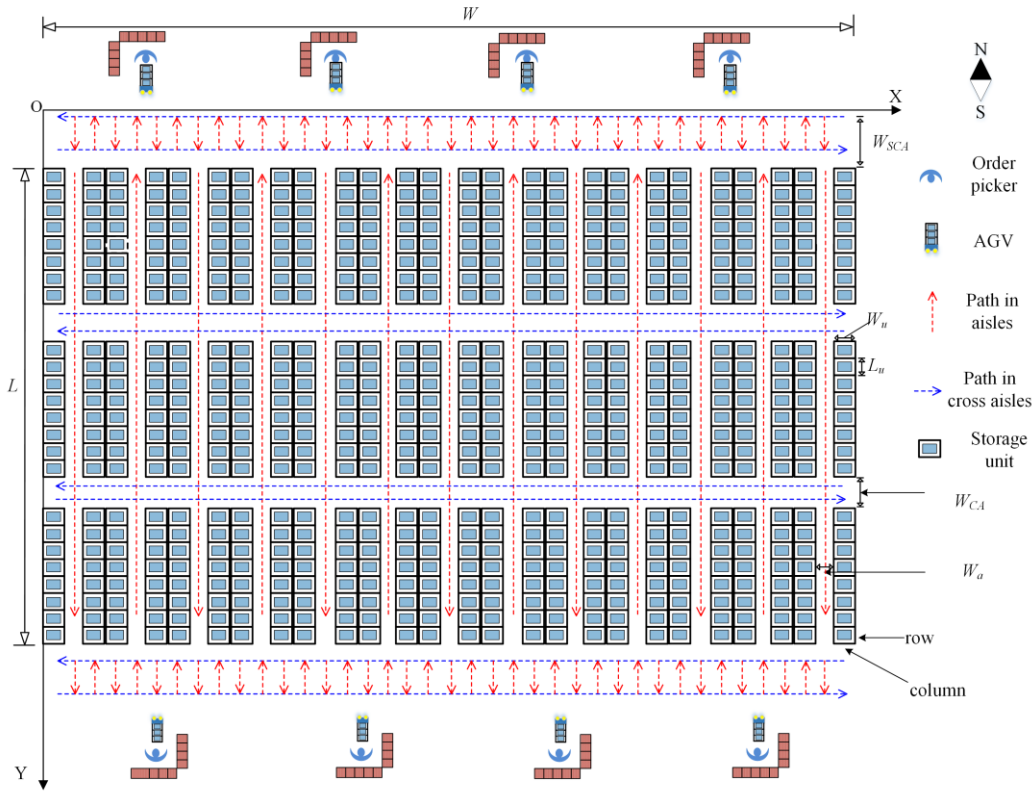 W
N
S
O
X
W_SCA
Order
picker
AGV
Path in
aisles
W_u
L_u
L
Path in
cross aisles
Storage
unit
W_CA
W_a
row
column
Y